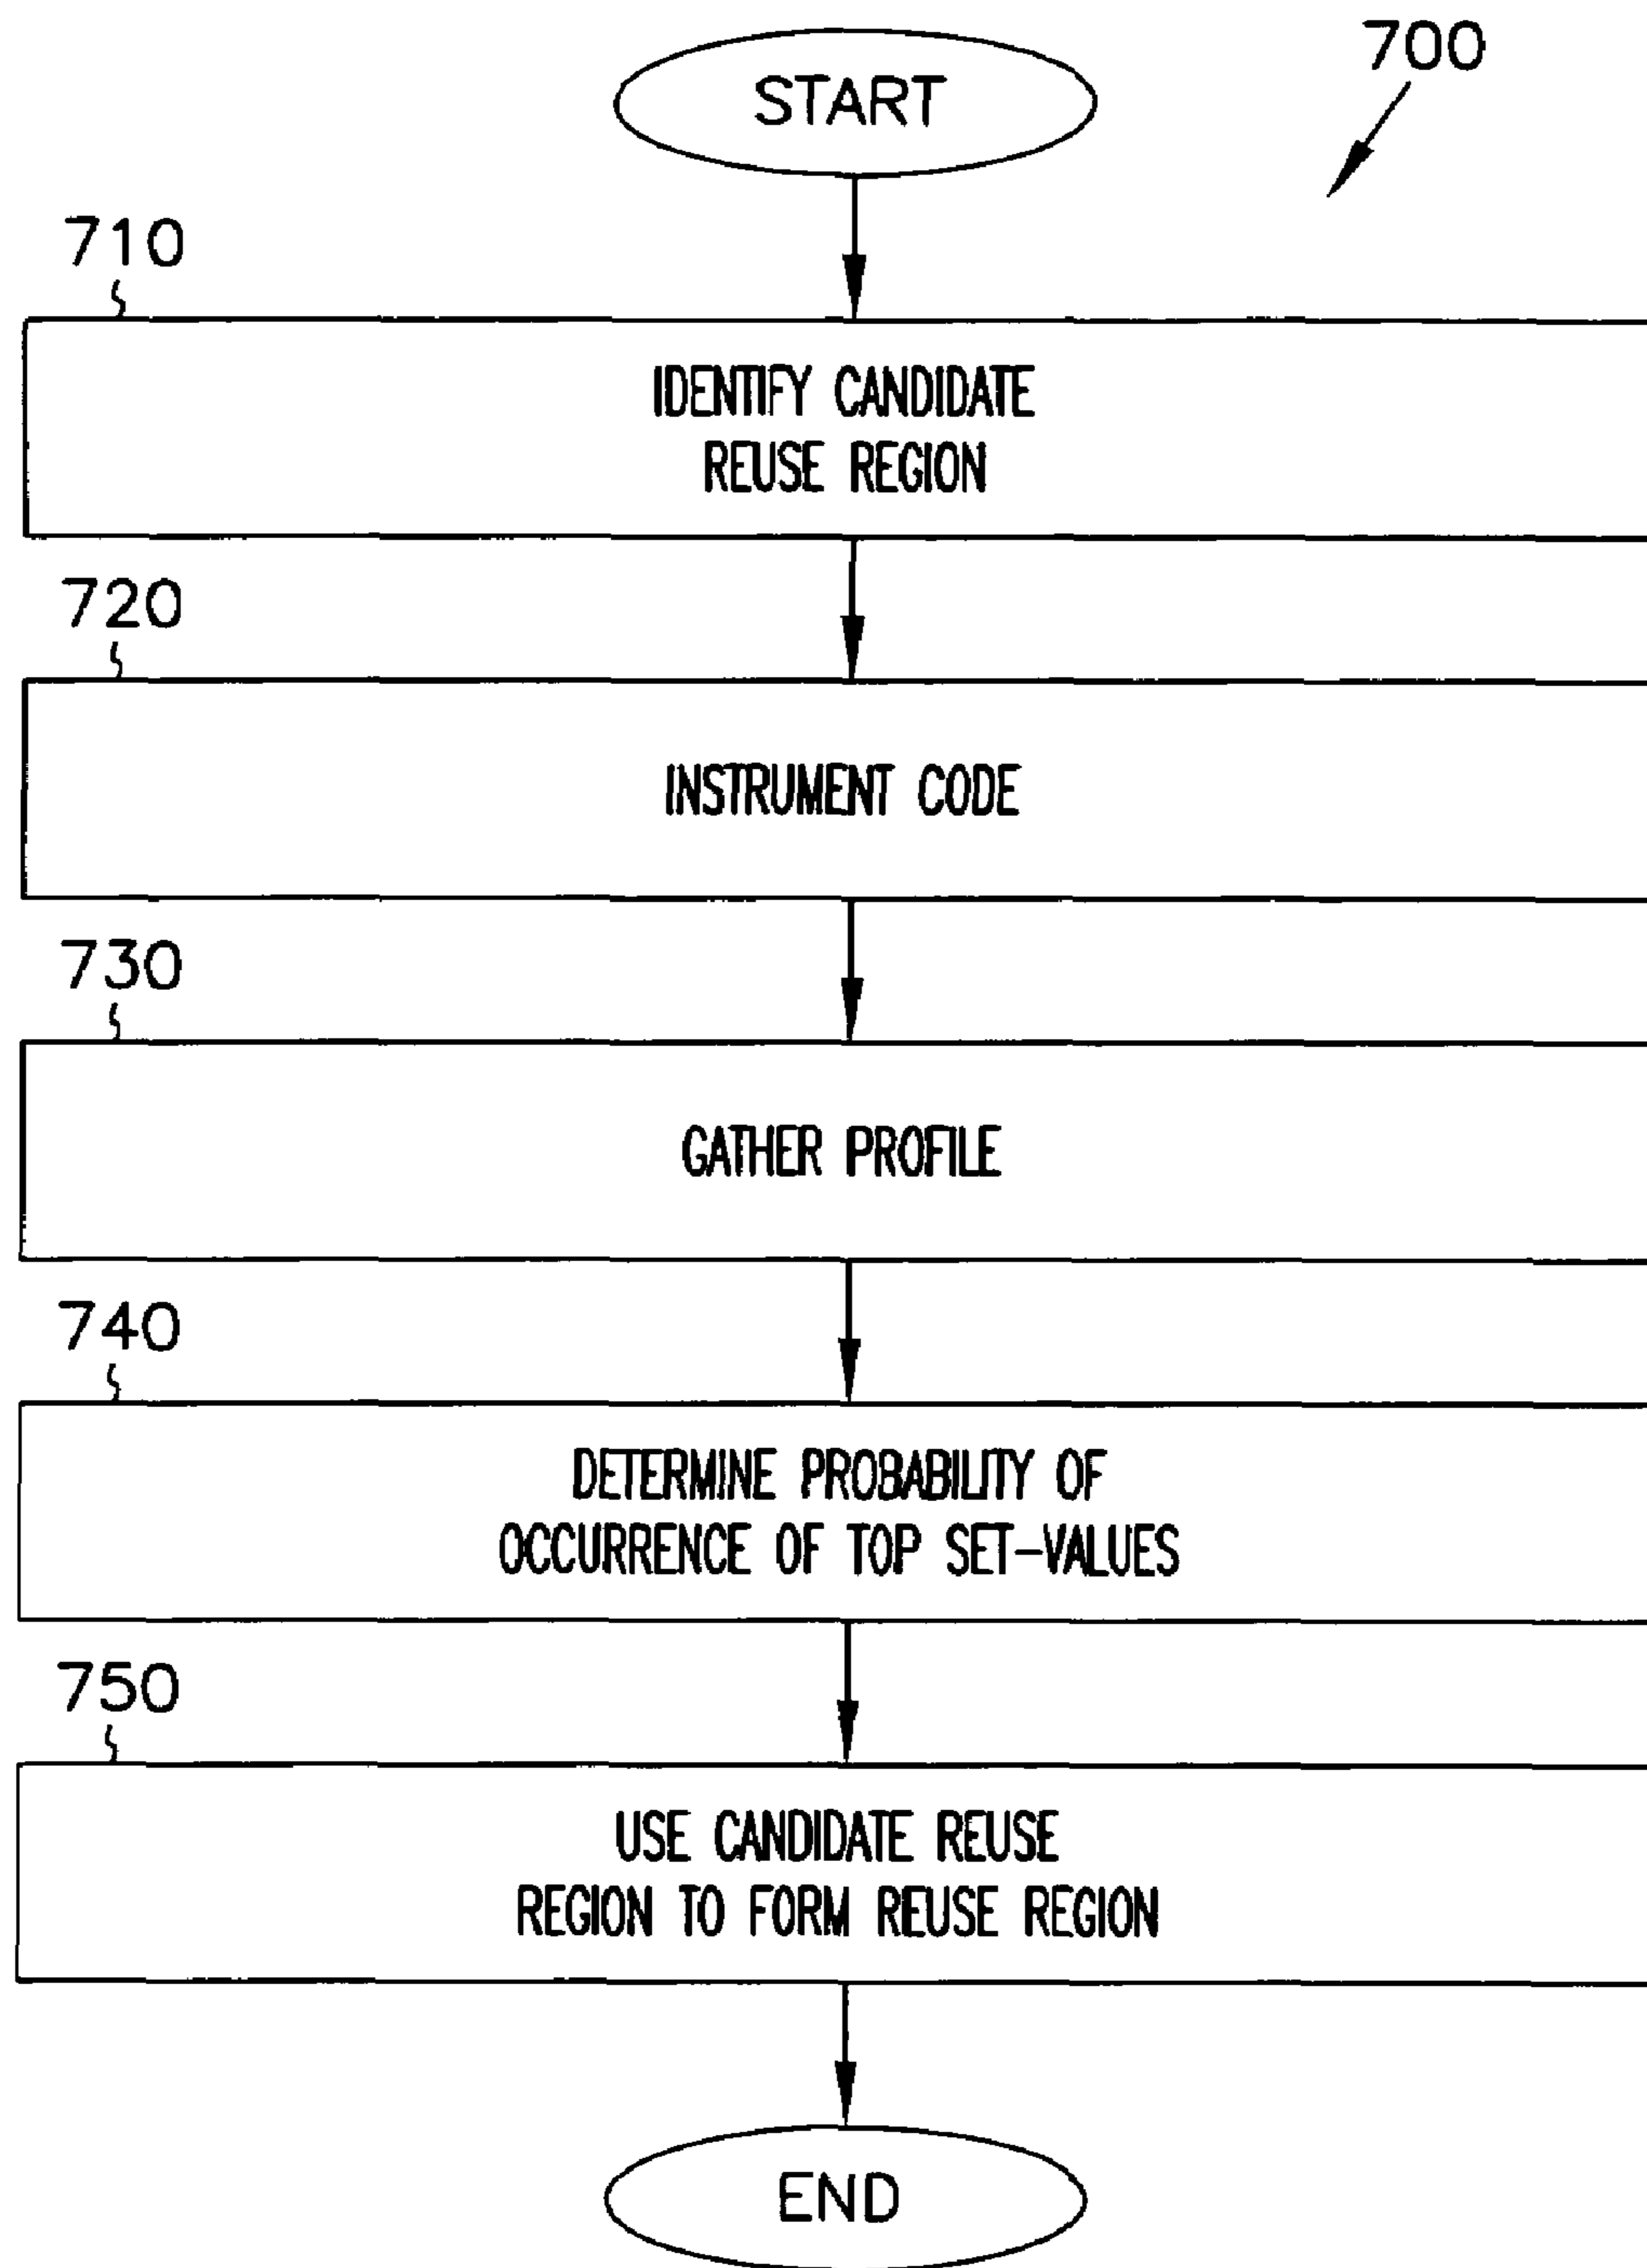 START
700
710
IDENTIFY CANDIDATE
REUSE REGION
720
INSTRUMENT CODE
730
GATHER PROFILE
740
DETERMINE PROBABILITY OF
OCCURRENCE OF TOP SET-VALUES
750
USE CANDIDATE REUSE
REGION TO FORM REUSE REGION
END